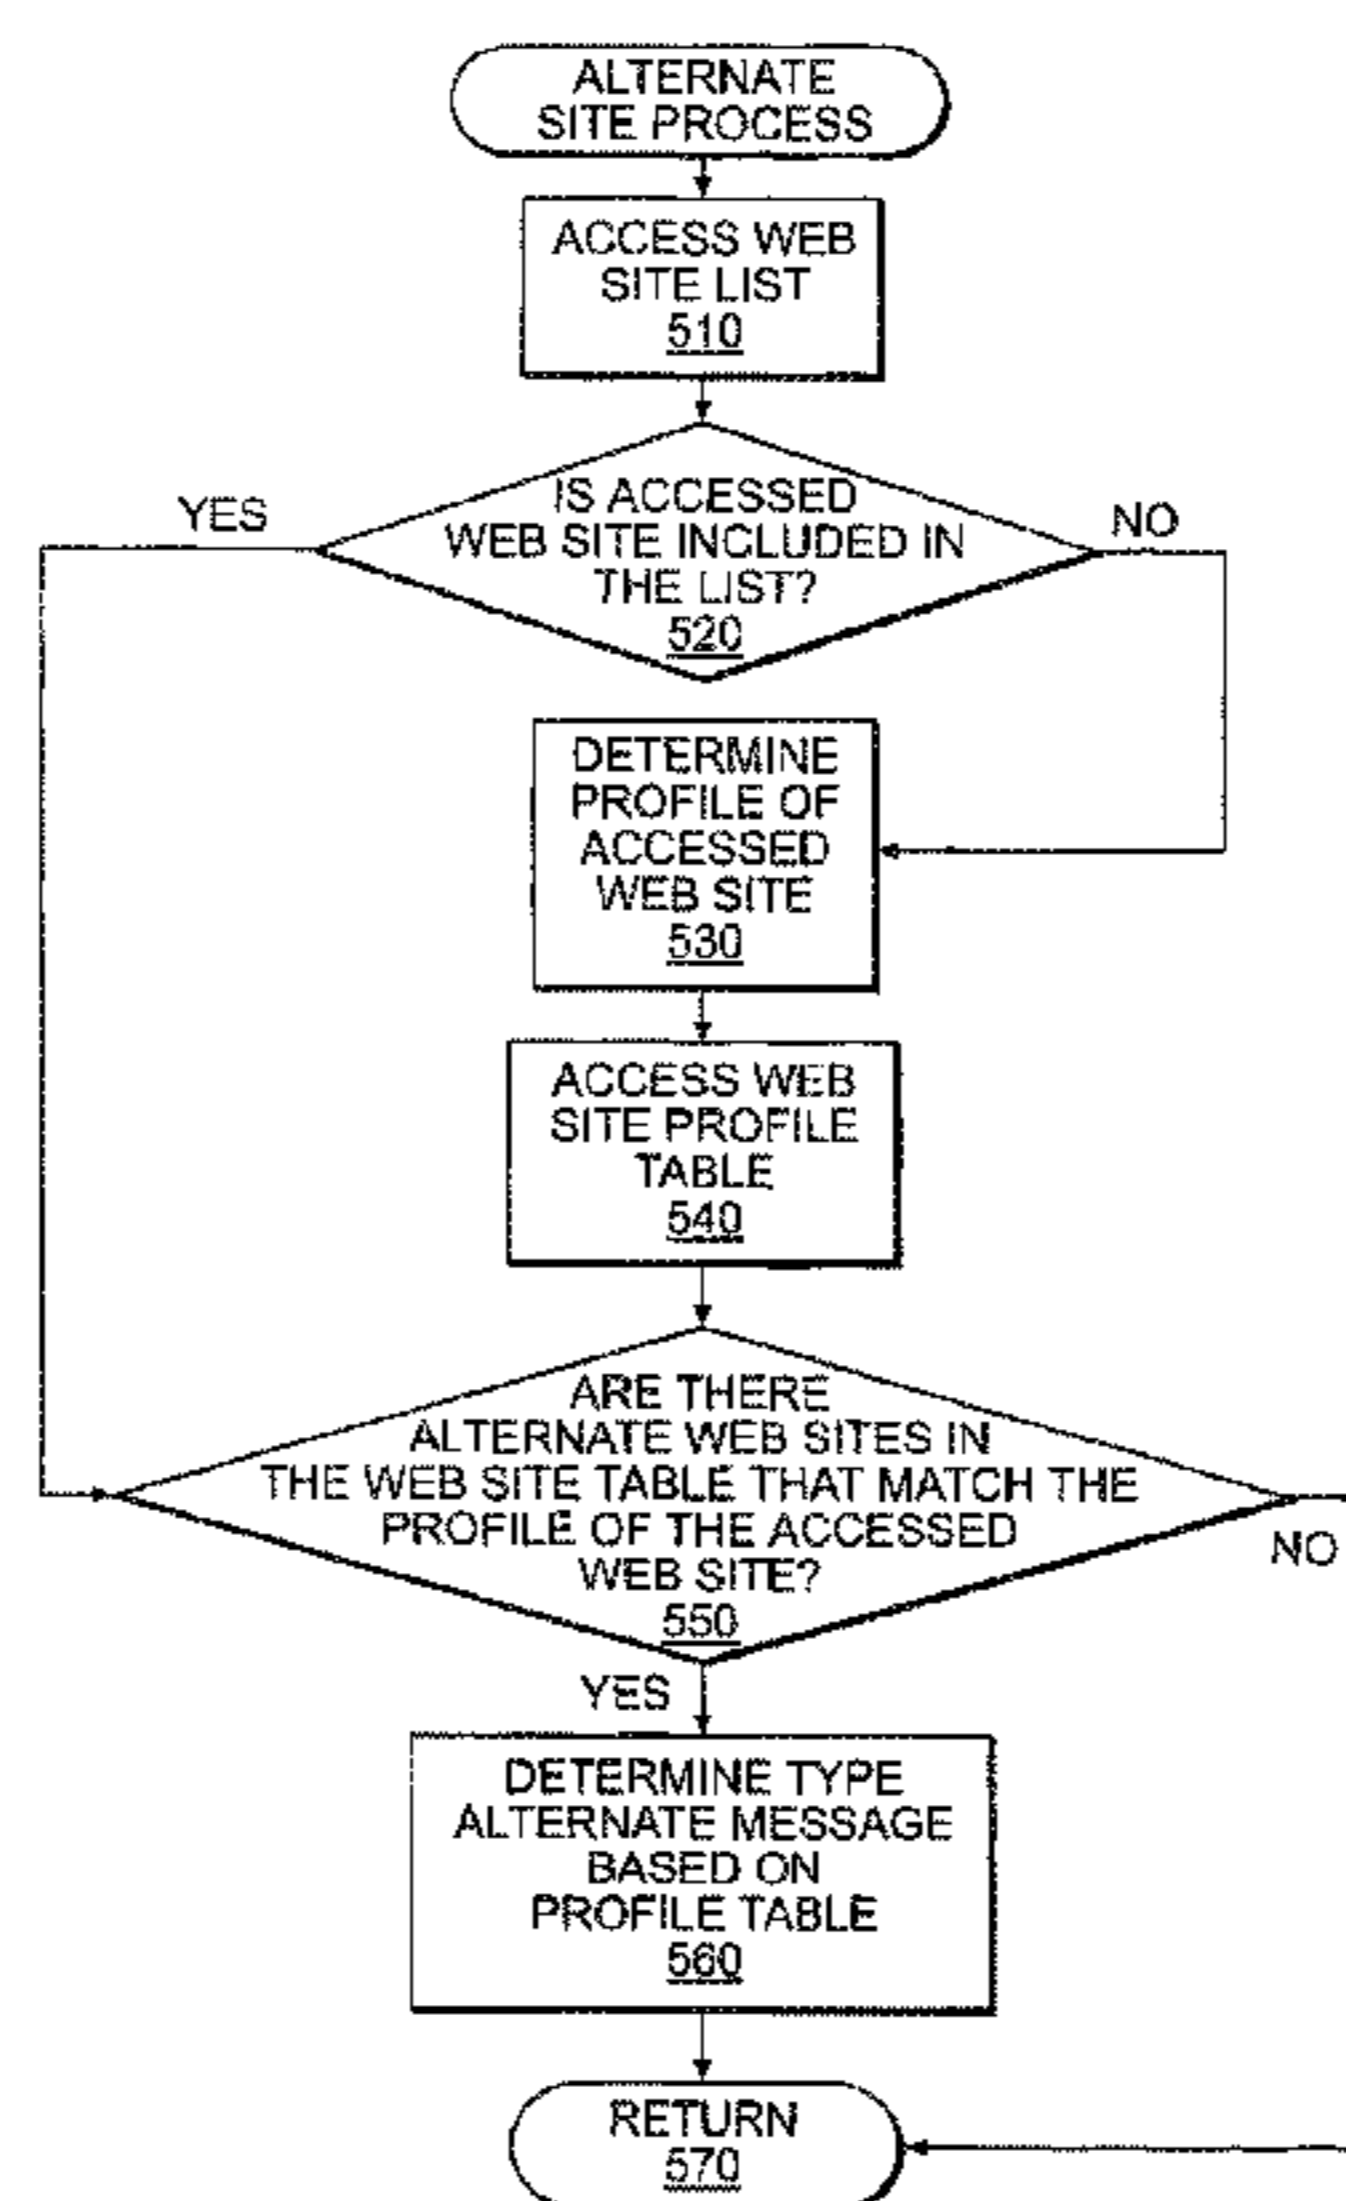 ALTERNATE
SITE PROCESS
ACCESS WEB
SITE LIST
510
YES
IS ACCESSED
WEB SITE INCLUDED IN
THE LIST?
520
NO
DETERMINE
PROFILE OF
ACCESSED
WEB SITE
530
ACCESS WEB
SITE PROFILE
TABLE
540
ARE THERE
ALTERNATE WEB SITES IN
THE WEB SITE TABLE THAT MATCH THE
PROFILE OF THE ACCESSED
WEB SITE?
550
NO
YES
DETERMINE TYPE
ALTERNATE MESSAGE
BASED ON
PROFILE TABLE
560
RETURN
570